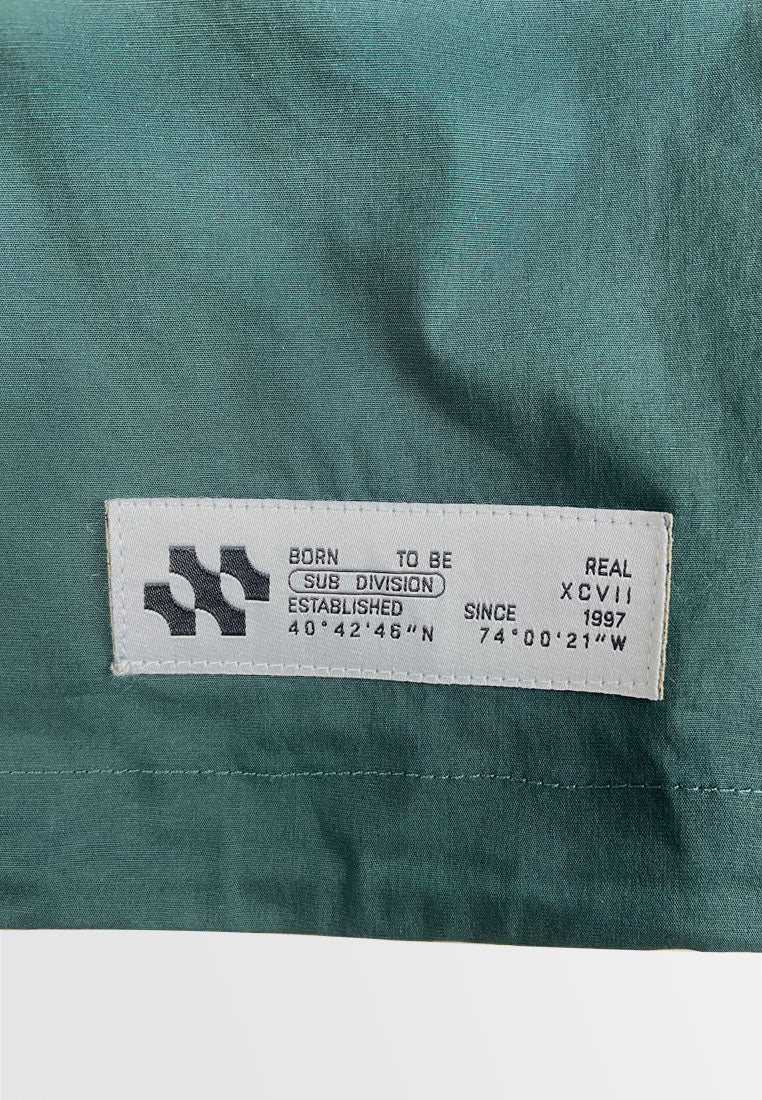 BORN TO BE REAL
SUB DIVISION XCVII
ESTABLISHED SINCE 1997
40°42'46"N 74°00'21"W